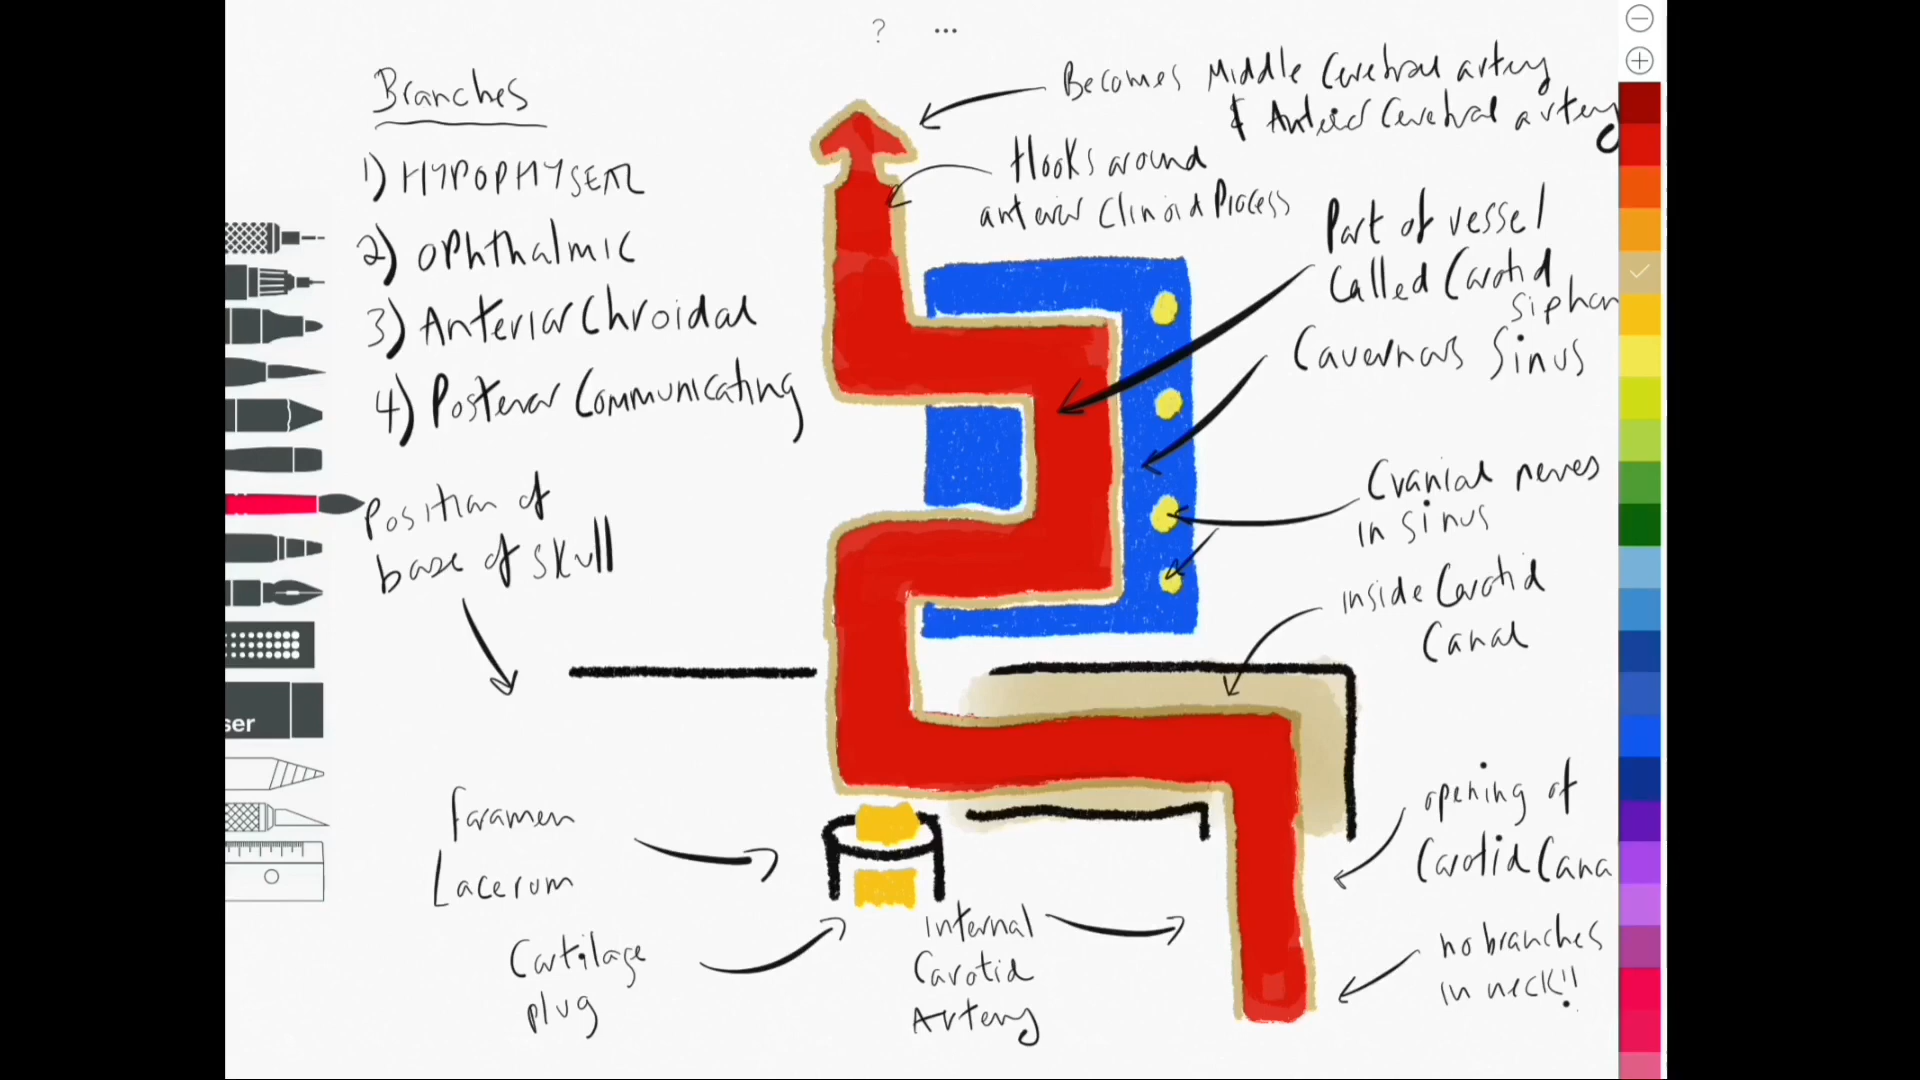 ? ...
Branches
1) HYPOPHYSEAL
2) Ophthalmic
3) Anterior Chroidal
4) Posterior Communicating
Position of
base of skull
Foramen
Lacerum
Cartilage
plug
Internal
Carotid
Artery
Becomes Middle Cerebral artery
& Anterior Cerebral artery
Hooks around
anterior Clinoid Process
Part of vessel
Called Carotid
siphon
Cavernous Sinus
Cranial nerves
in sinus
inside Carotid
Canal
opening of
Carotid Cana
no branches
in neck!!
ser